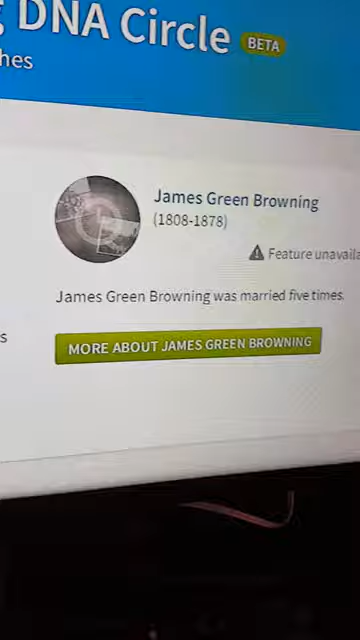 DNA Circle BETA
hes
James Green Browning
(1808-1878)
Feature unavaila
James Green Browning was married five times.
s
MORE ABOUT JAMES GREEN BROWNING